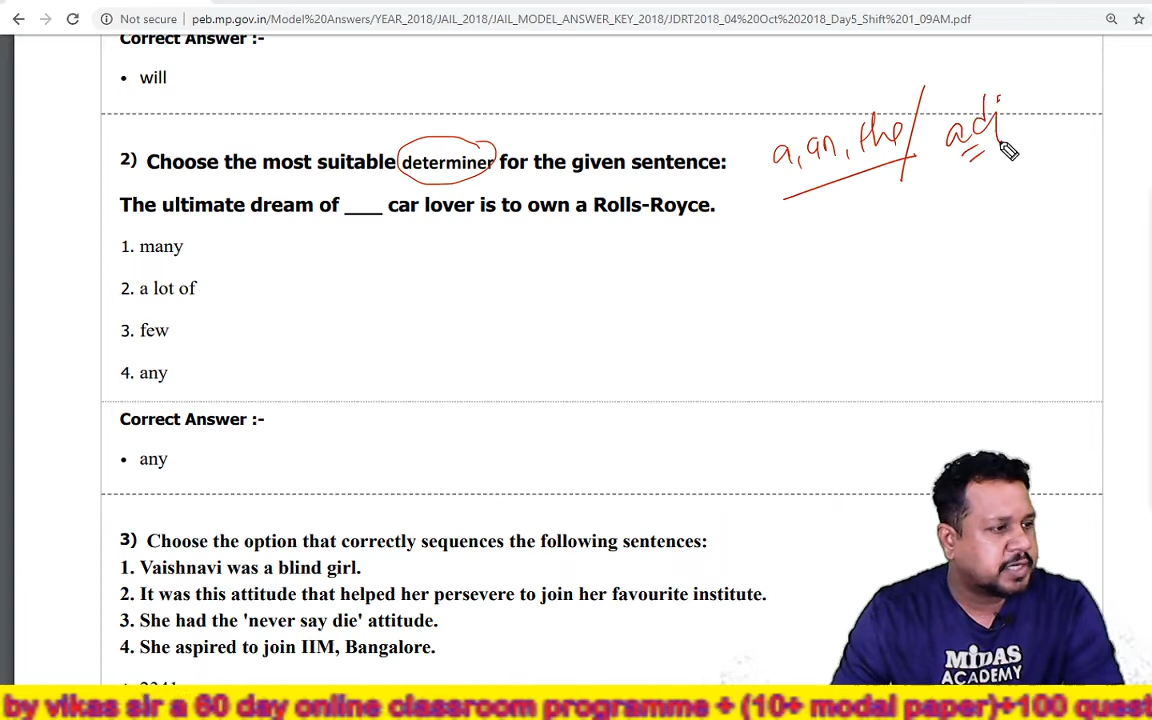 Not secure | peb.mp.gov.in/Model%20Answers/YEAR_2018/JAIL_2018/JAIL_MODEL_ANSWER_KEY_2018/JDRT2018_04%20Oct%202018_Day5_Shift%201_09AM.pdf
Correct Answer :-
• will
a, an, the / adj
2) Choose the most suitable determiner for the given sentence:
The ultimate dream of ____ car lover is to own a Rolls-Royce.
1. many
2. a lot of
3. few
4. any
Correct Answer :-
• any
3) Choose the option that correctly sequences the following sentences:
1. Vaishnavi was a blind girl.
2. It was this attitude that helped her persevere to join her favourite institute.
3. She had the 'never say die' attitude.
4. She aspired to join IIM, Bangalore.
MIDAS
ACADEMY
by vikas sir a 60 day online classroom programme + (10+ modal paper)+100 quest